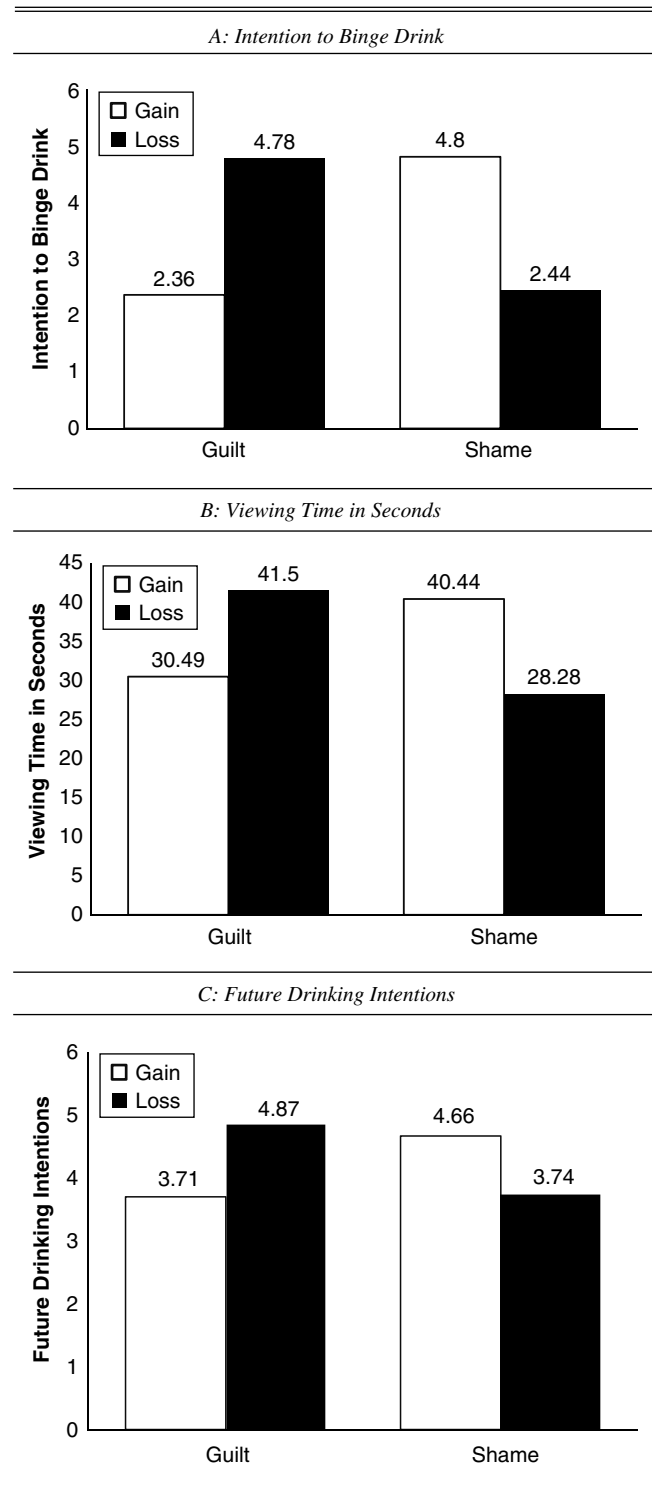 A: Intention to Binge Drink
Intention to Binge Drink
6
5
4
3
2
1
0
Gain
Loss
2.36
4.78
4.8
2.44
Guilt
Shame
B: Viewing Time in Seconds
Viewing Time in Seconds
45
40
35
30
25
20
15
10
5
0
Gain
Loss
30.49
41.5
40.44
28.28
Guilt
Shame
C: Future Drinking Intentions
Future Drinking Intentions
6
5
4
3
2
1
0
Gain
Loss
3.71
4.87
4.66
3.74
Guilt
Shame